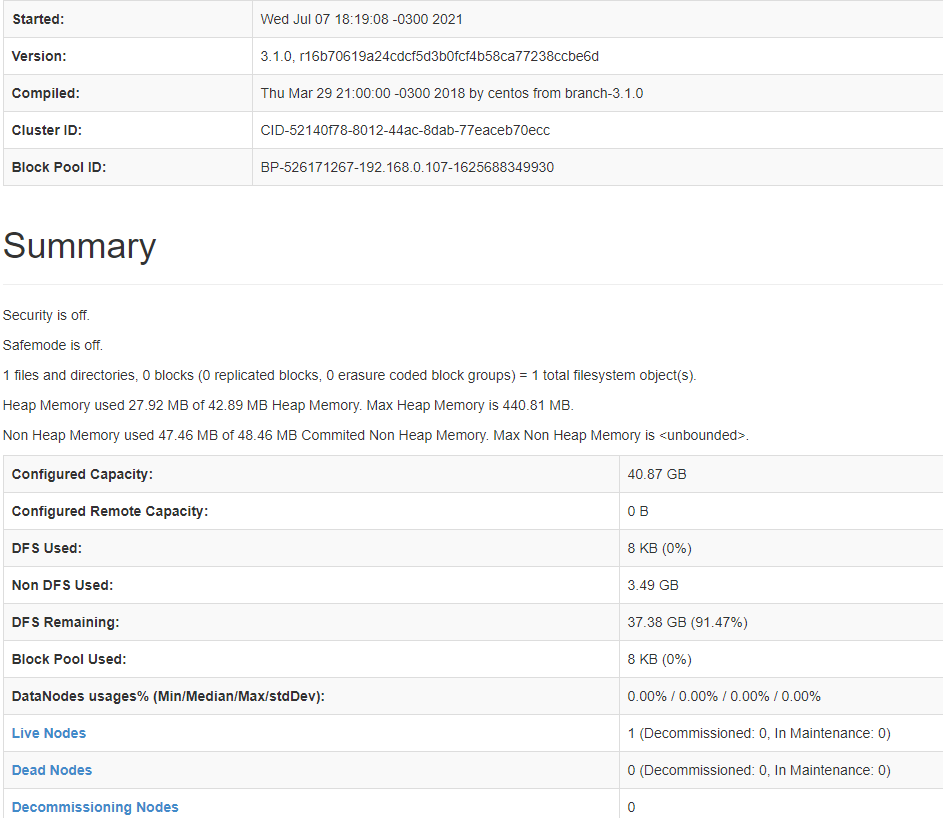 Started: Wed Jul 07 18:19:08 -0300 2021
Version: 3.1.0, r16b70619a24cdcf5d3b0fcf4b58ca77238ccbe6d
Compiled: Thu Mar 29 21:00:00 -0300 2018 by centos from branch-3.1.0
Cluster ID: CID-52140f78-8012-44ac-8dab-77eaceb70ecc
Block Pool ID: BP-526171267-192.168.0.107-1625688349930
Summary
Security is off.
Safemode is off.
1 files and directories, 0 blocks (0 replicated blocks, 0 erasure coded block groups) = 1 total filesystem object(s).
Heap Memory used 27.92 MB of 42.89 MB Heap Memory. Max Heap Memory is 440.81 MB.
Non Heap Memory used 47.46 MB of 48.46 MB Commited Non Heap Memory. Max Non Heap Memory is <unbounded>.
Configured Capacity: 40.87 GB
Configured Remote Capacity: 0 B
DFS Used: 8 KB (0%)
Non DFS Used: 3.49 GB
DFS Remaining: 37.38 GB (91.47%)
Block Pool Used: 8 KB (0%)
DataNodes usages% (Min/Median/Max/stdDev): 0.00% / 0.00% / 0.00% / 0.00%
Live Nodes 1 (Decommissioned: 0, In Maintenance: 0)
Dead Nodes 0 (Decommissioned: 0, In Maintenance: 0)
Decommissioning Nodes 0